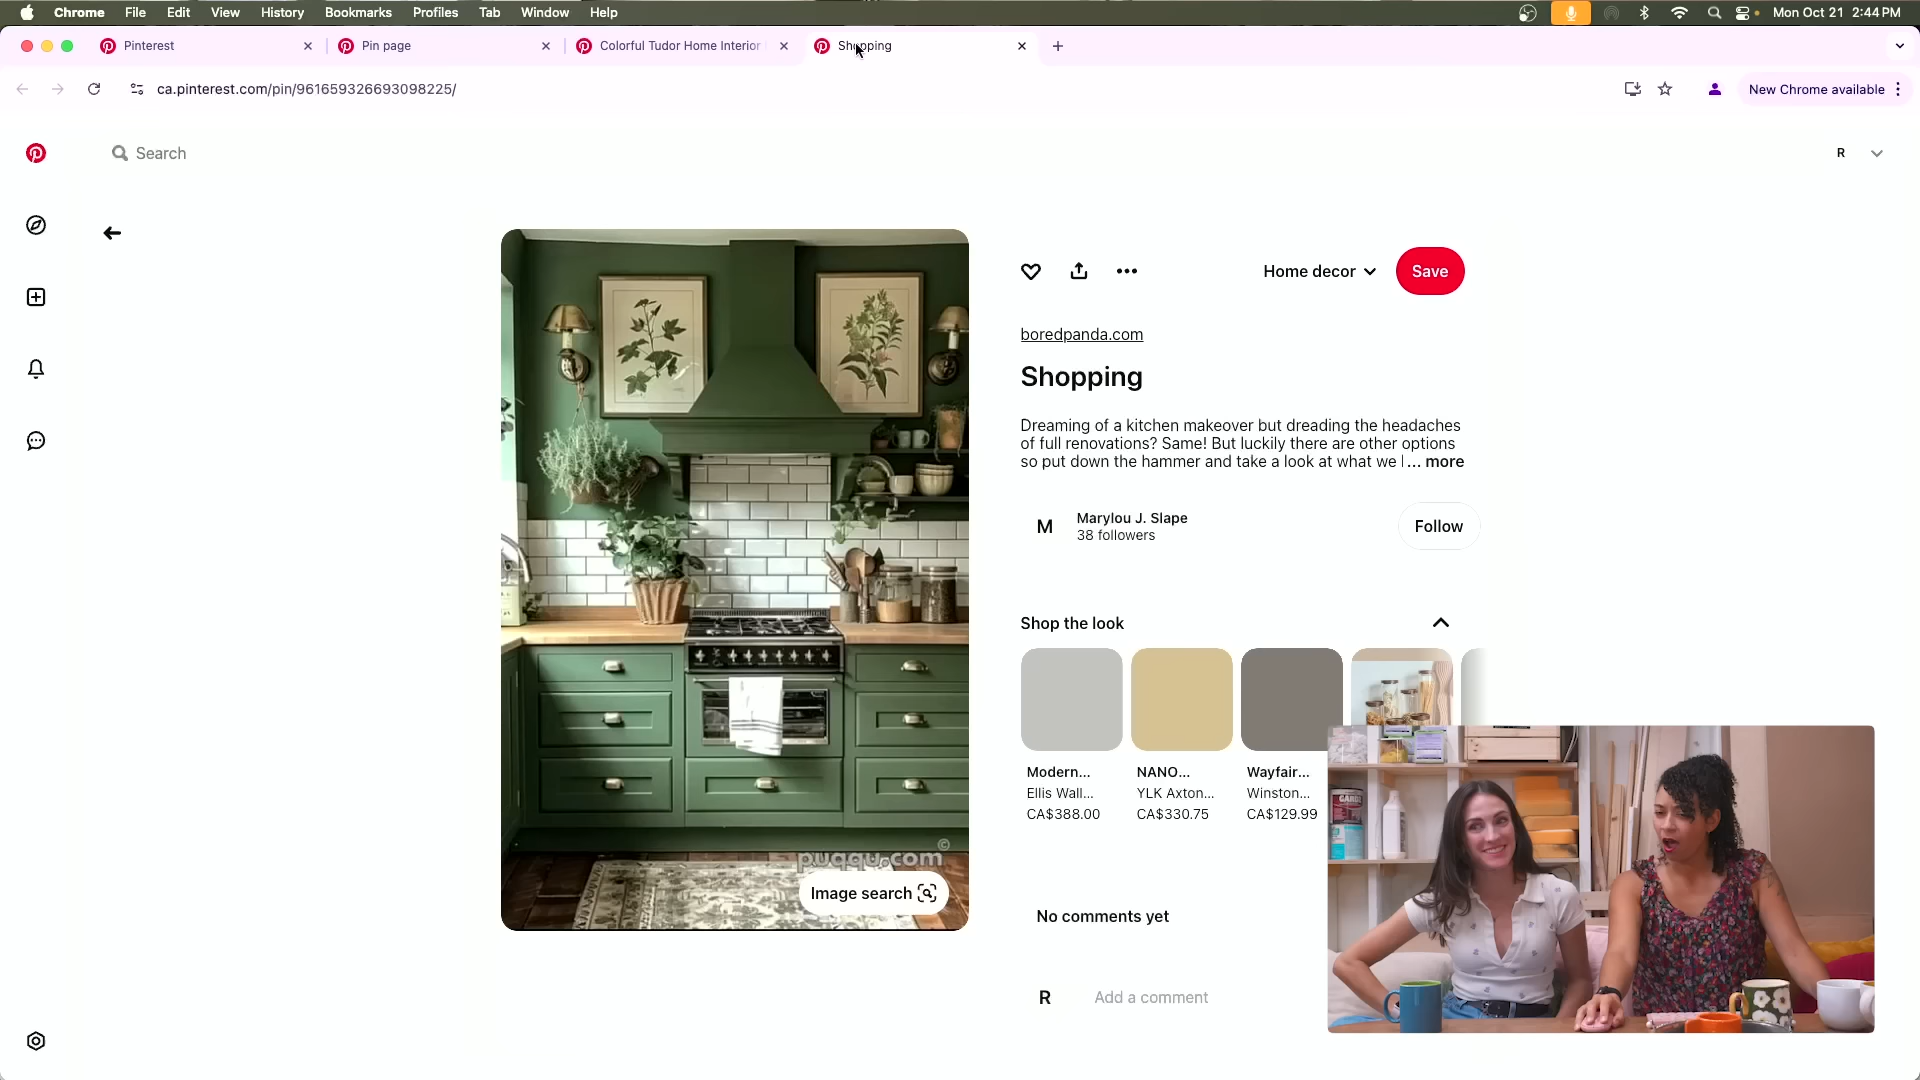 Chrome File Edit View History Bookmarks Profiles Tab Window Help
Mon Oct 21 2:44 PM
Pinterest
Pin page
Colorful Tudor Home Interior
Shopping
ca.pinterest.com/pin/961659326693098225/
New Chrome available
Search
R
Home decor
Save
boredpanda.com
Shopping
Dreaming of a kitchen makeover but dreading the headaches
of full renovations? Same! But luckily there are other options
so put down the hammer and take a look at what we l... more
M
Marylou J. Slape
38 followers
Follow
Shop the look
Modern...
Ellis Wall...
CA$388.00
NANO...
YLK Axton...
CA$330.75
Wayfair...
Winston...
CA$129.99
puqqu.com©
Image search
No comments yet
R
Add a comment